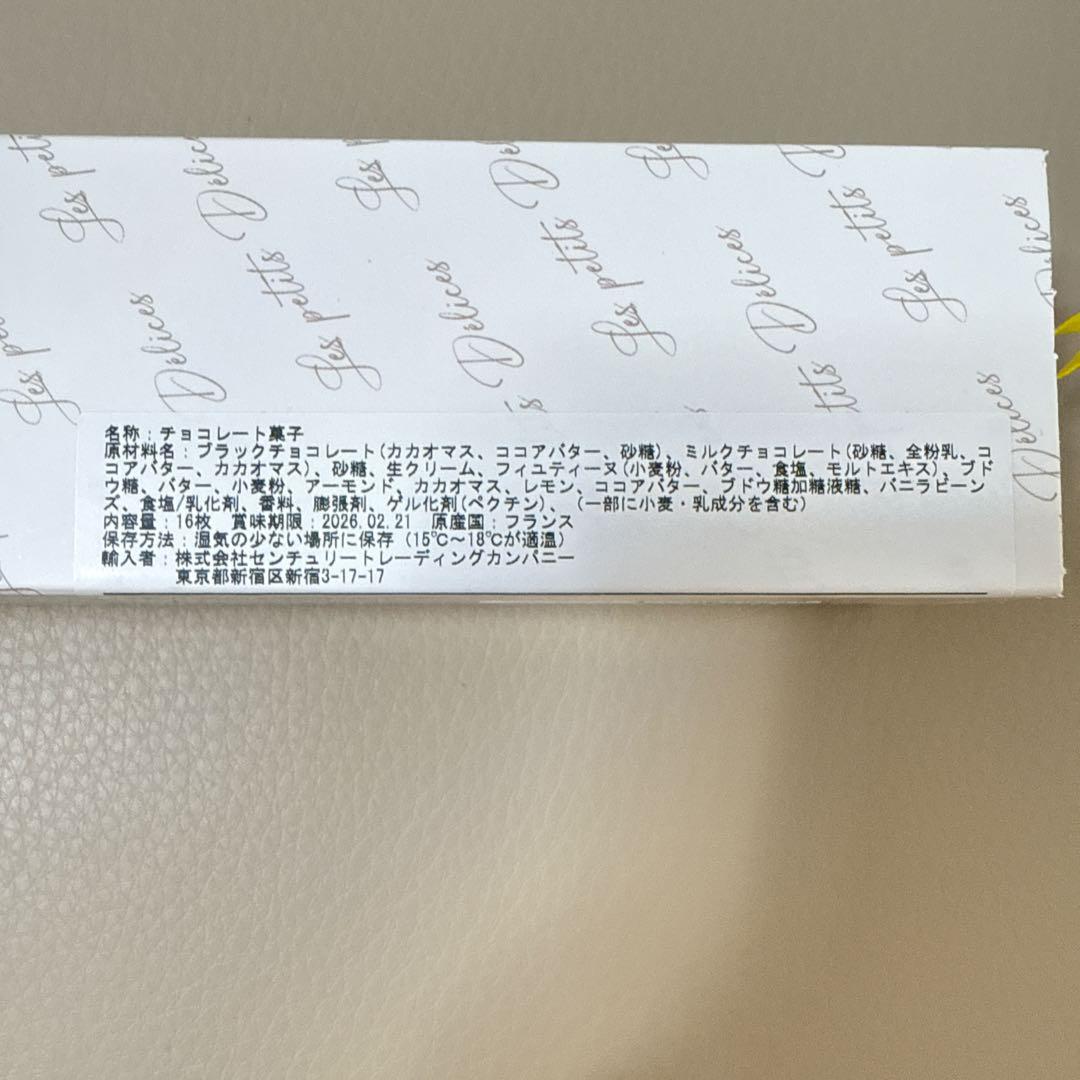 Les petits Delices
Les petits Delices
Les petits Delices
名称:チョコレート菓子
原材料名:ブラックチョコレート(カカオマス、ココアバター、砂糖)、ミルクチョコレート(砂糖、全粉乳、コ
コアバター、カカオマス)、砂糖、生クリーム、フィユティーヌ(小麦粉、バター、食塩、モルトエキス)、ブド
ウ糖、バター、小麦粉、アーモンド、カカオマス、レモン、ココアバター、ブドウ糖加糖液糖、バニラビーン
ズ、食塩/乳化剤、香料、膨張剤、ゲル化剤(ペクチン)、(一部に小麦・乳成分を含む)
内容量:16枚 賞味期限:2026.02.21 原産国:フランス
保存方法:湿気の少ない場所に保存(15℃～18℃が適温)
輸入者:株式会社センチュリートレーディングカンパニー
東京都新宿区新宿3-17-17